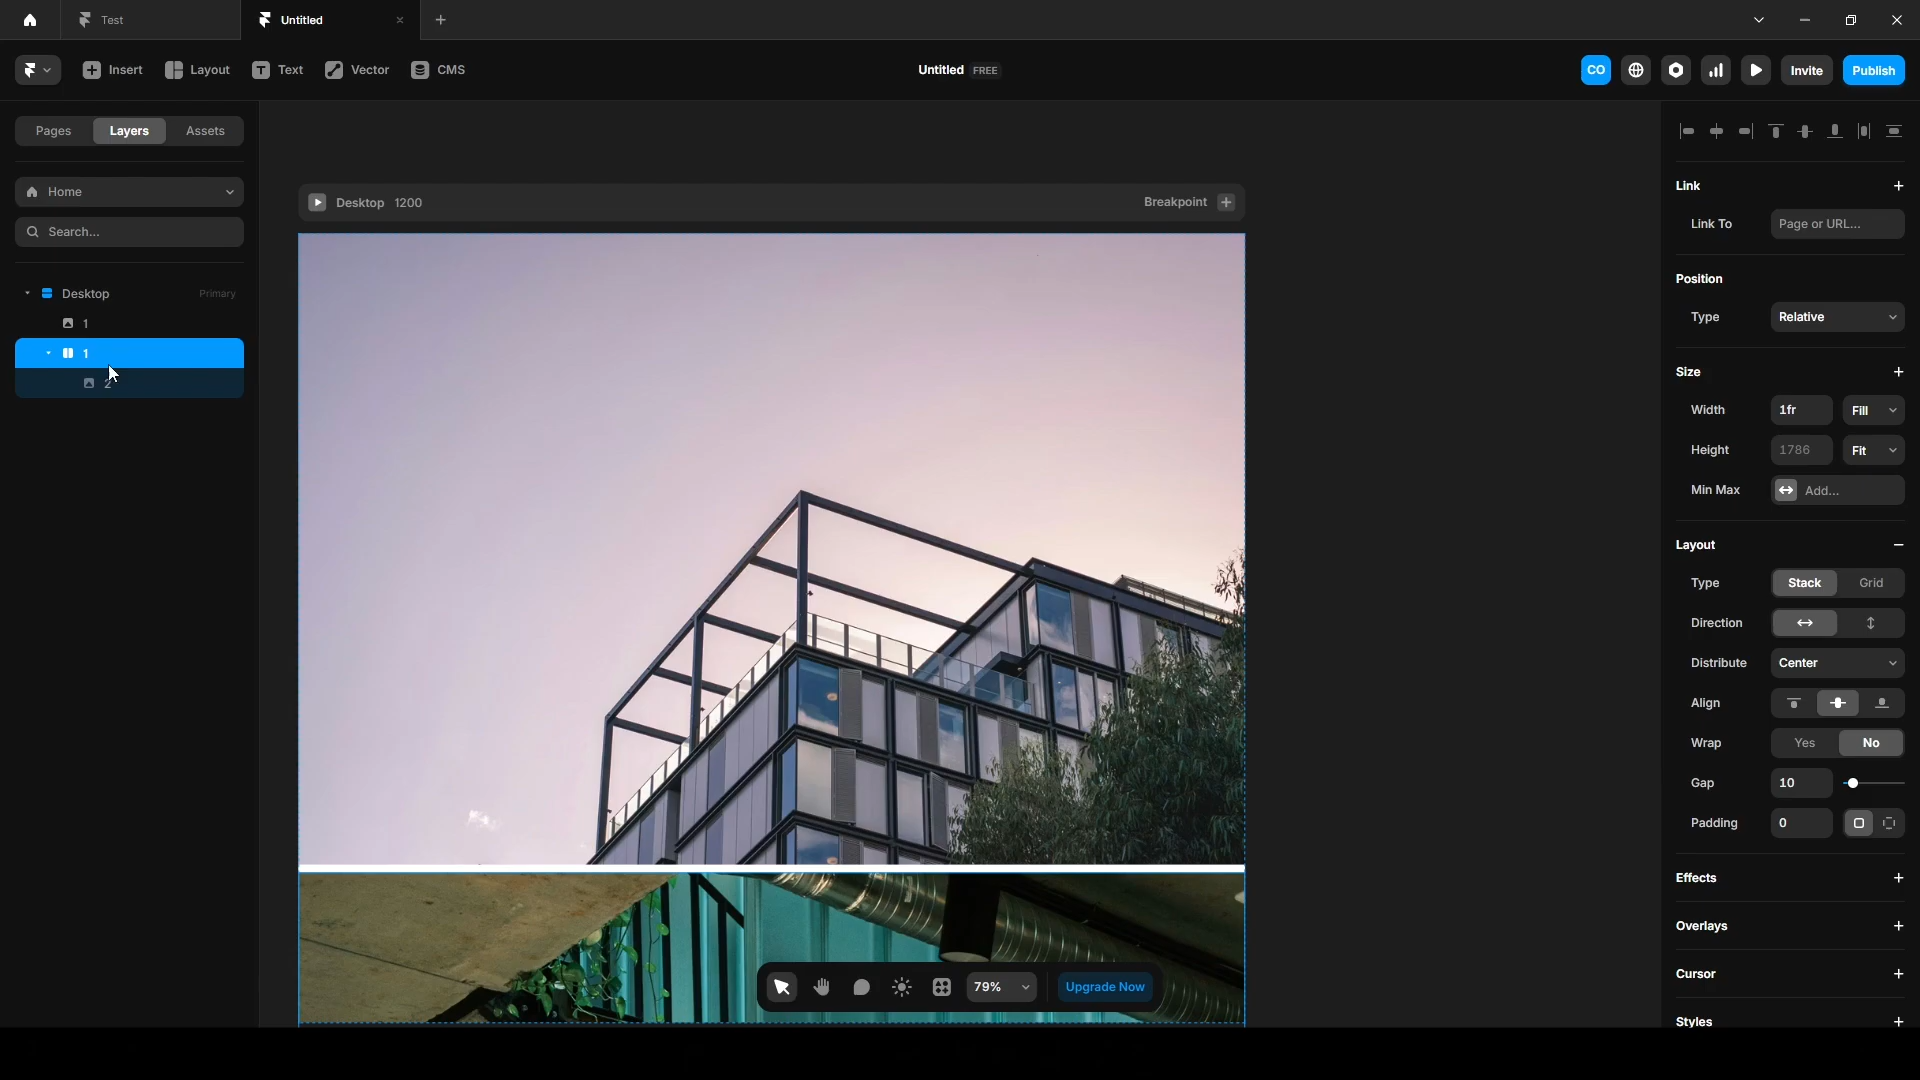 Test
Untitled
Insert
Layout
Text
Vector
CMS
Untitled FREE
CO
Invite
Publish
Pages
Layers
Assets
Home
Search...
Desktop
Primary
1
1
2
Desktop 1200
Breakpoint
79%
Upgrade Now
Link
Link To
Page or URL...
Position
Type
Relative
Size
Width
1fr
Fill
Height
1786
Fit
Min Max
Add...
Layout
Type
Stack
Grid
Direction
Distribute
Center
Align
Wrap
Yes
No
Gap
10
Padding
0
Effects
Overlays
Cursor
Styles